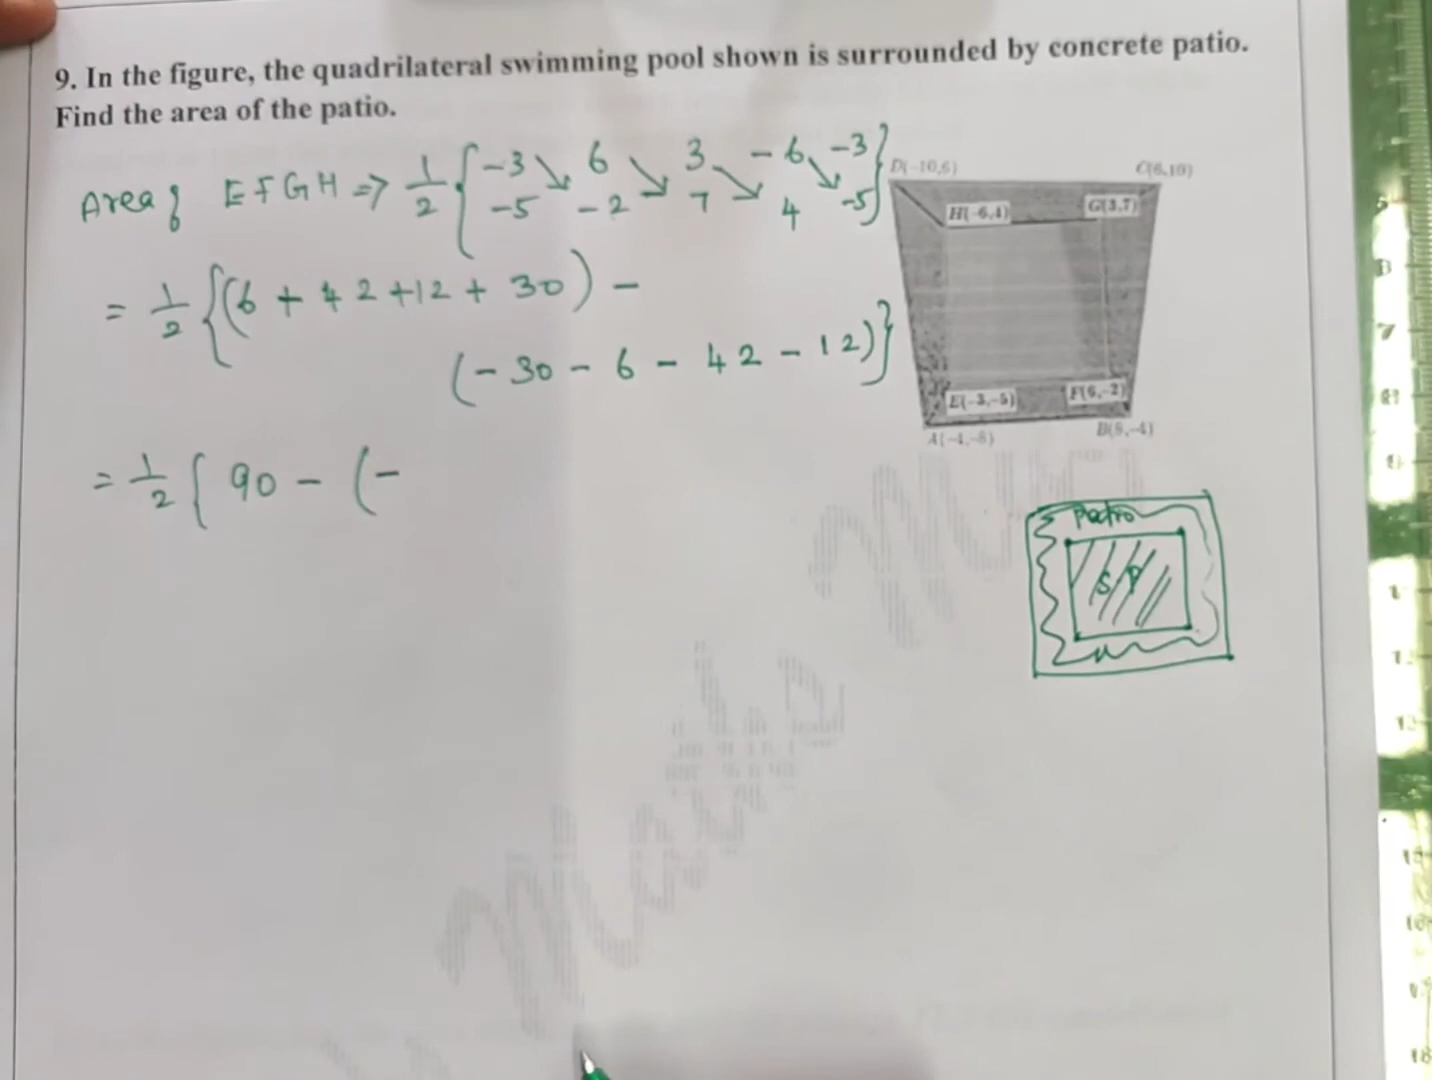 9. In the figure, the quadrilateral swimming pool shown is surrounded by concrete patio.
Find the area of the patio.
Area of EFGH => 1/2 { -3 6 3 -6 -3 }
-5 -2 7 4 -5
= 1/2 {(6 + 42 + 12 + 30) -
(-30 - 6 - 42 - 12)}
= 1/2 { 90 - (-
D(-10,6)
C(6,10)
H(-6,4)
G(3,7)
E(-3,-5)
F(6,-2)
A(-4,-8)
B(8,-4)
Patio
SP